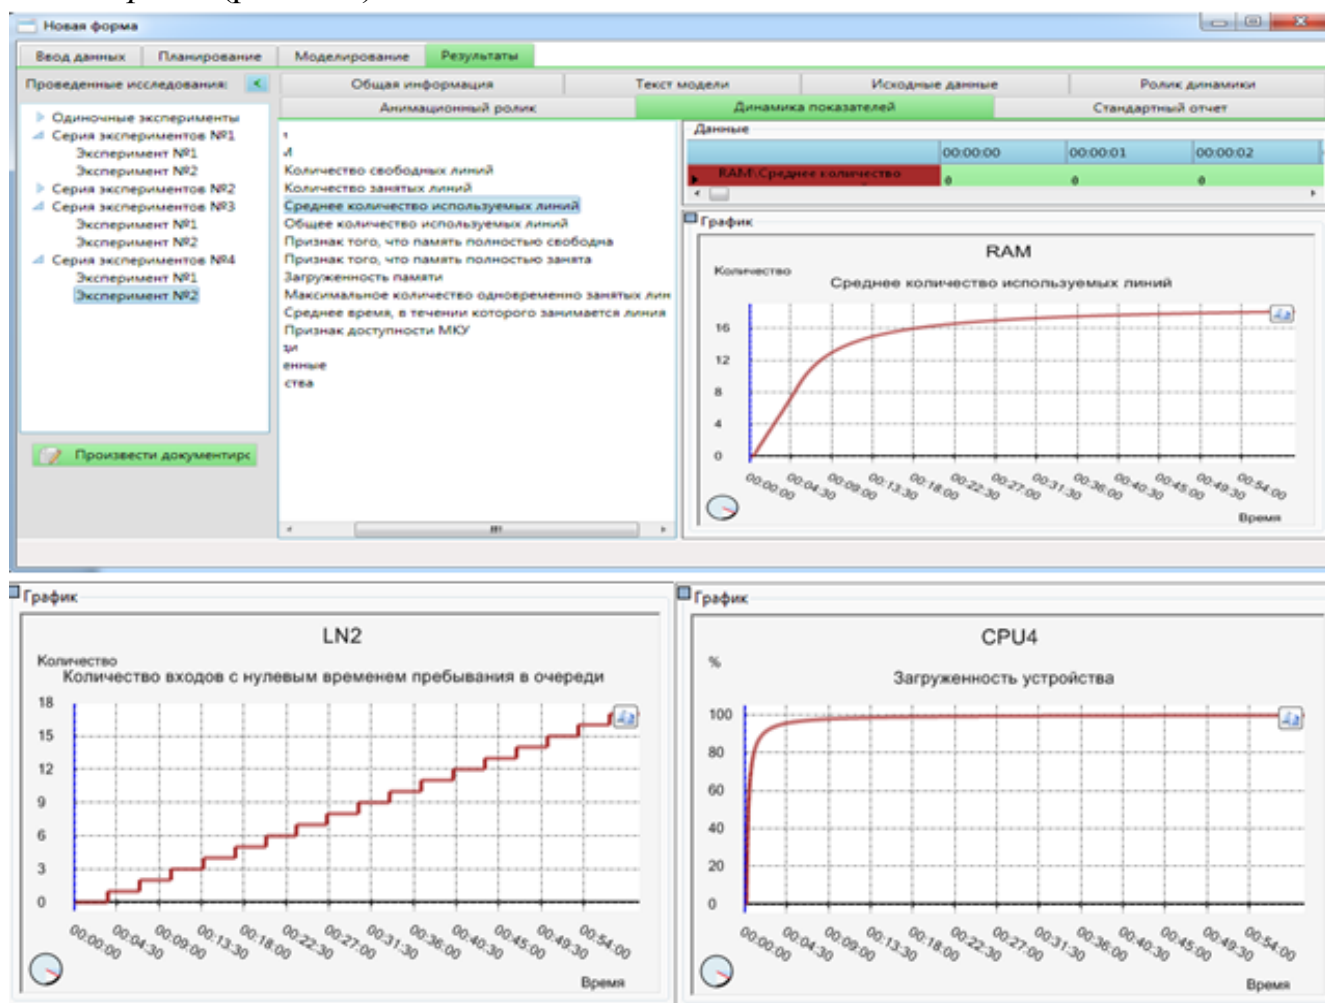 Новая форма
Ввод данных Планирование Моделирование Результаты
Проведенные исследования: <
Общая информация Текст модели Исходные данные Ролик динамики
Анимационный ролик Динамика показателей Стандартный отчет
Одиночные эксперименты
Серия экспериментов №1
Эксперимент №1
Эксперимент №2
Серия экспериментов №2
Серия экспериментов №3
Эксперимент №1
Эксперимент №2
Серия экспериментов №4
Эксперимент №1
Эксперимент №2
Произвести документирс
И
Количество свободных линий
Количество занятых линий
Среднее количество используемых линий
Общее количество используемых линий
Признак того, что память полностью свободна
Признак того, что память полностью занята
Загруженность памяти
Максимальное количество одновременно занятых лин
Среднее время, в течении которого занимается линия
Признак доступности МКУ
ди
енные
ства
Данные
00:00:00 00:00:01 00:00:02
RAM\Среднее количество 0 0 0
График
RAM
Количество
Среднее количество используемых линий
16
12
8
4
0
00:00:00 00:04:30 00:09:00 00:13:30 00:18:00 00:22:30 00:27:00 00:31:30 00:36:00 00:40:30 00:45:00 00:49:30 00:54:00
Время
График
LN2
Количество
Количество входов с нулевым временем пребывания в очереди
18
15
12
9
6
3
0
00:00:00 00:04:30 00:09:00 00:13:30 00:18:00 00:22:30 00:27:00 00:31:30 00:36:00 00:40:30 00:45:00 00:49:30 00:54:00
Время
График
CPU4
%
Загруженность устройства
100
80
60
40
20
0
00:00:00 00:04:30 00:09:00 00:13:30 00:18:00 00:22:30 00:27:00 00:31:30 00:36:00 00:40:30 00:45:00 00:49:30 00:54:00
Время